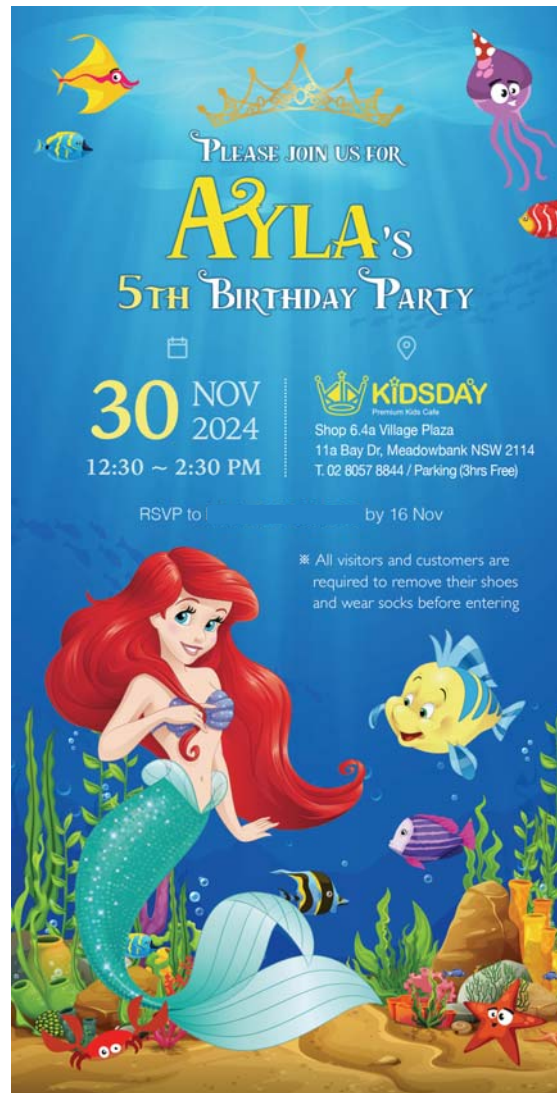 PLEASE JOIN US FOR
AYLA's
5TH BIRTHDAY PARTY
30 NOV 2024
12:30 ~ 2:30 PM
KiDSDAY
Premium Kids Cafe
Shop 6.4a Village Plaza
11a Bay Dr, Meadowbank NSW 2114
T. 02 8057 8844 / Parking (3hrs Free)
RSVP to by 16 Nov
※ All visitors and customers are
required to remove their shoes
and wear socks before entering